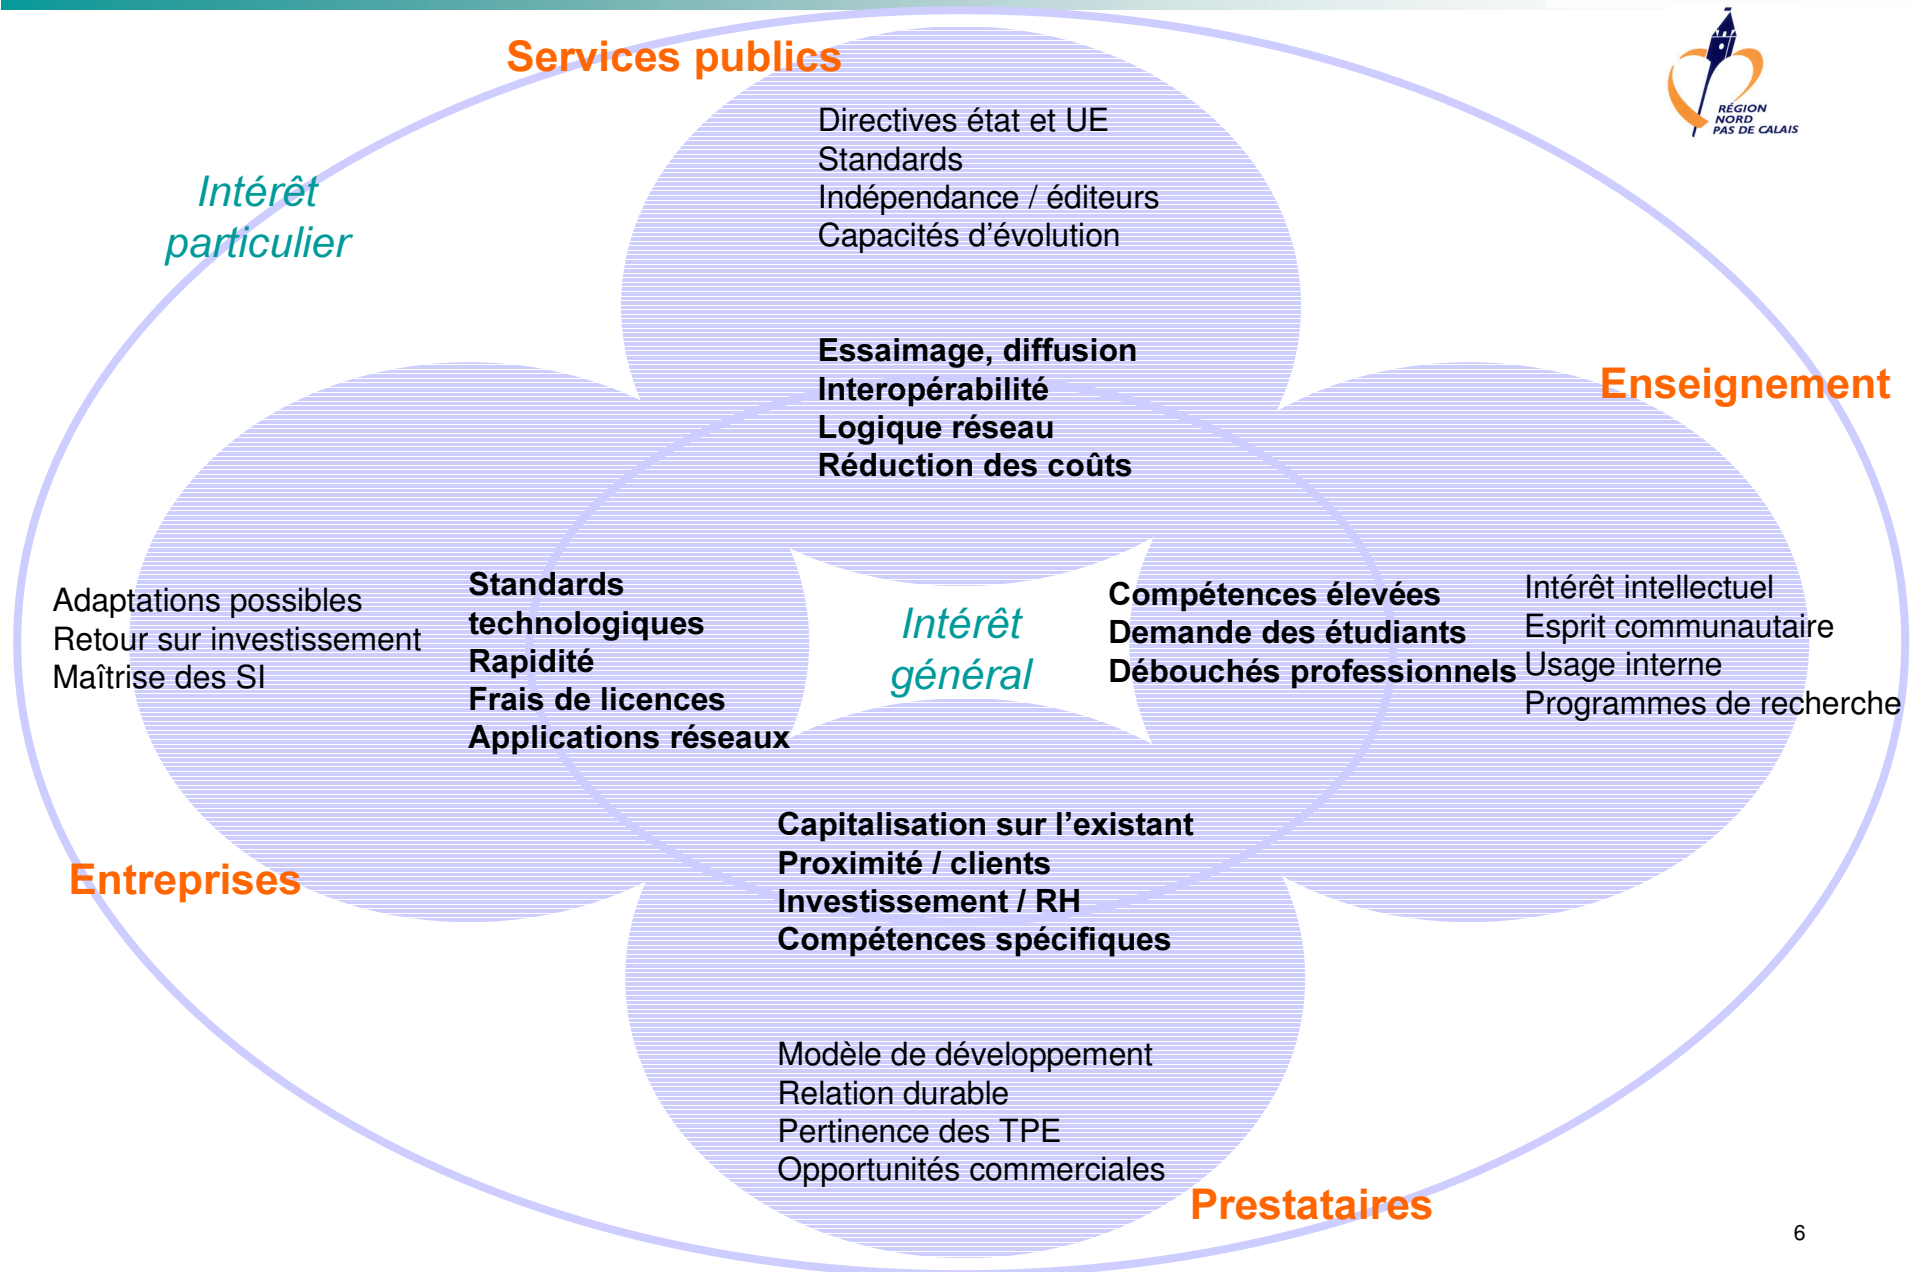 Services publics
RÉGION
NORD
PAS DE CALAIS
Directives état et UE
Standards
Indépendance / éditeurs
Capacités d’évolution
Intérêt
particulier
Essaimage, diffusion
Interopérabilité
Logique réseau
Réduction des coûts
Enseignement
Adaptations possibles
Retour sur investissement
Maîtrise des SI
Standards
technologiques
Rapidité
Frais de licences
Applications réseaux
Intérêt
général
Compétences élevées
Demande des étudiants
Débouchés professionnels
Intérêt intellectuel
Esprit communautaire
Usage interne
Programmes de recherche
Entreprises
Capitalisation sur l’existant
Proximité / clients
Investissement / RH
Compétences spécifiques
Modèle de développement
Relation durable
Pertinence des TPE
Opportunités commerciales
Prestataires
6